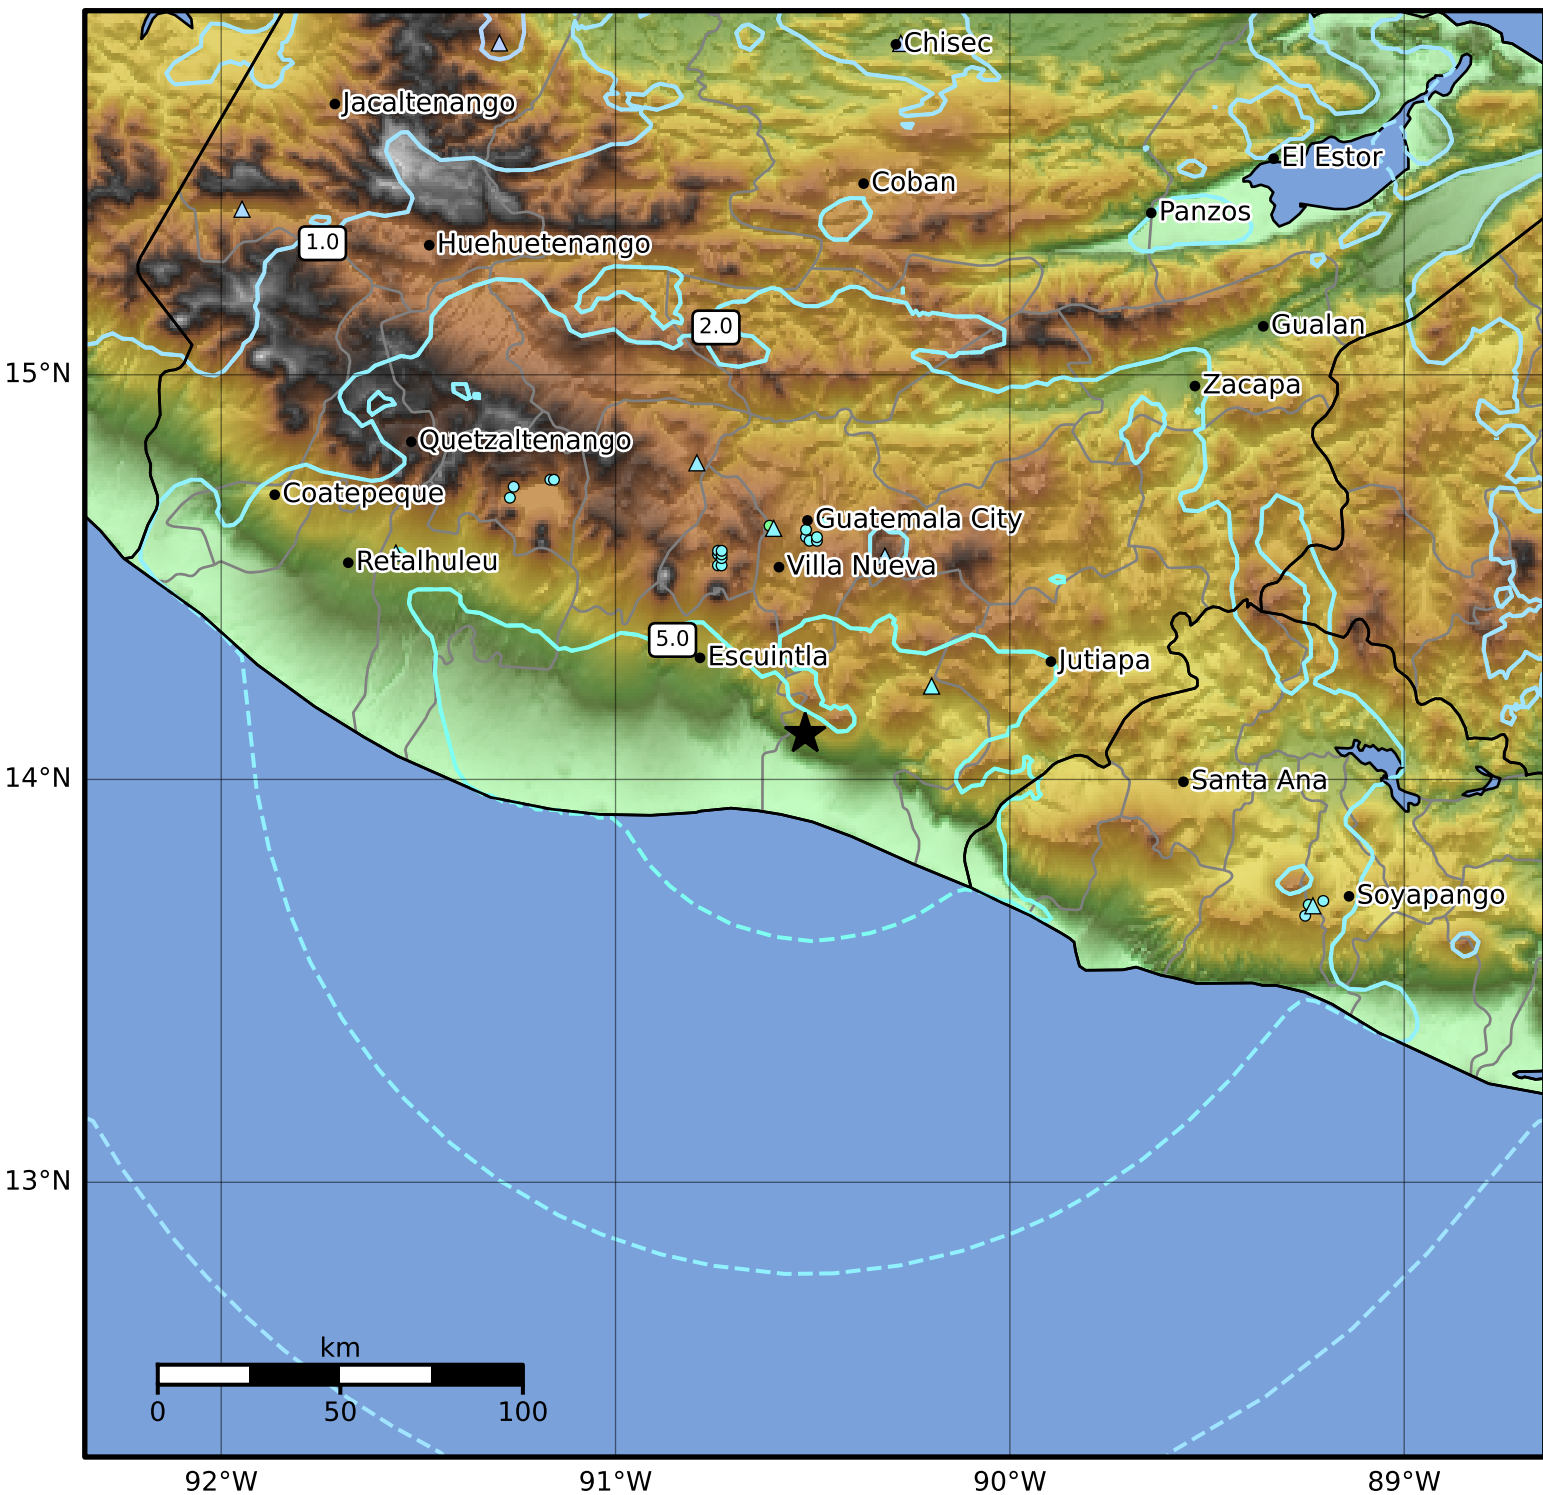 Chisec
Jacaltenango
El Estor
Coban
Panzos
1.0
Huehuetenango
2.0
Gualan
15°N
Zacapa
Quetzaltenango
Coatepeque
Guatemala City
Retalhuleu
Villa Nueva
5.0
Escuintla
Jutiapa
14°N
Santa Ana
Soyapango
13°N
km
0 50 100
92°W 91°W 90°W 89°W